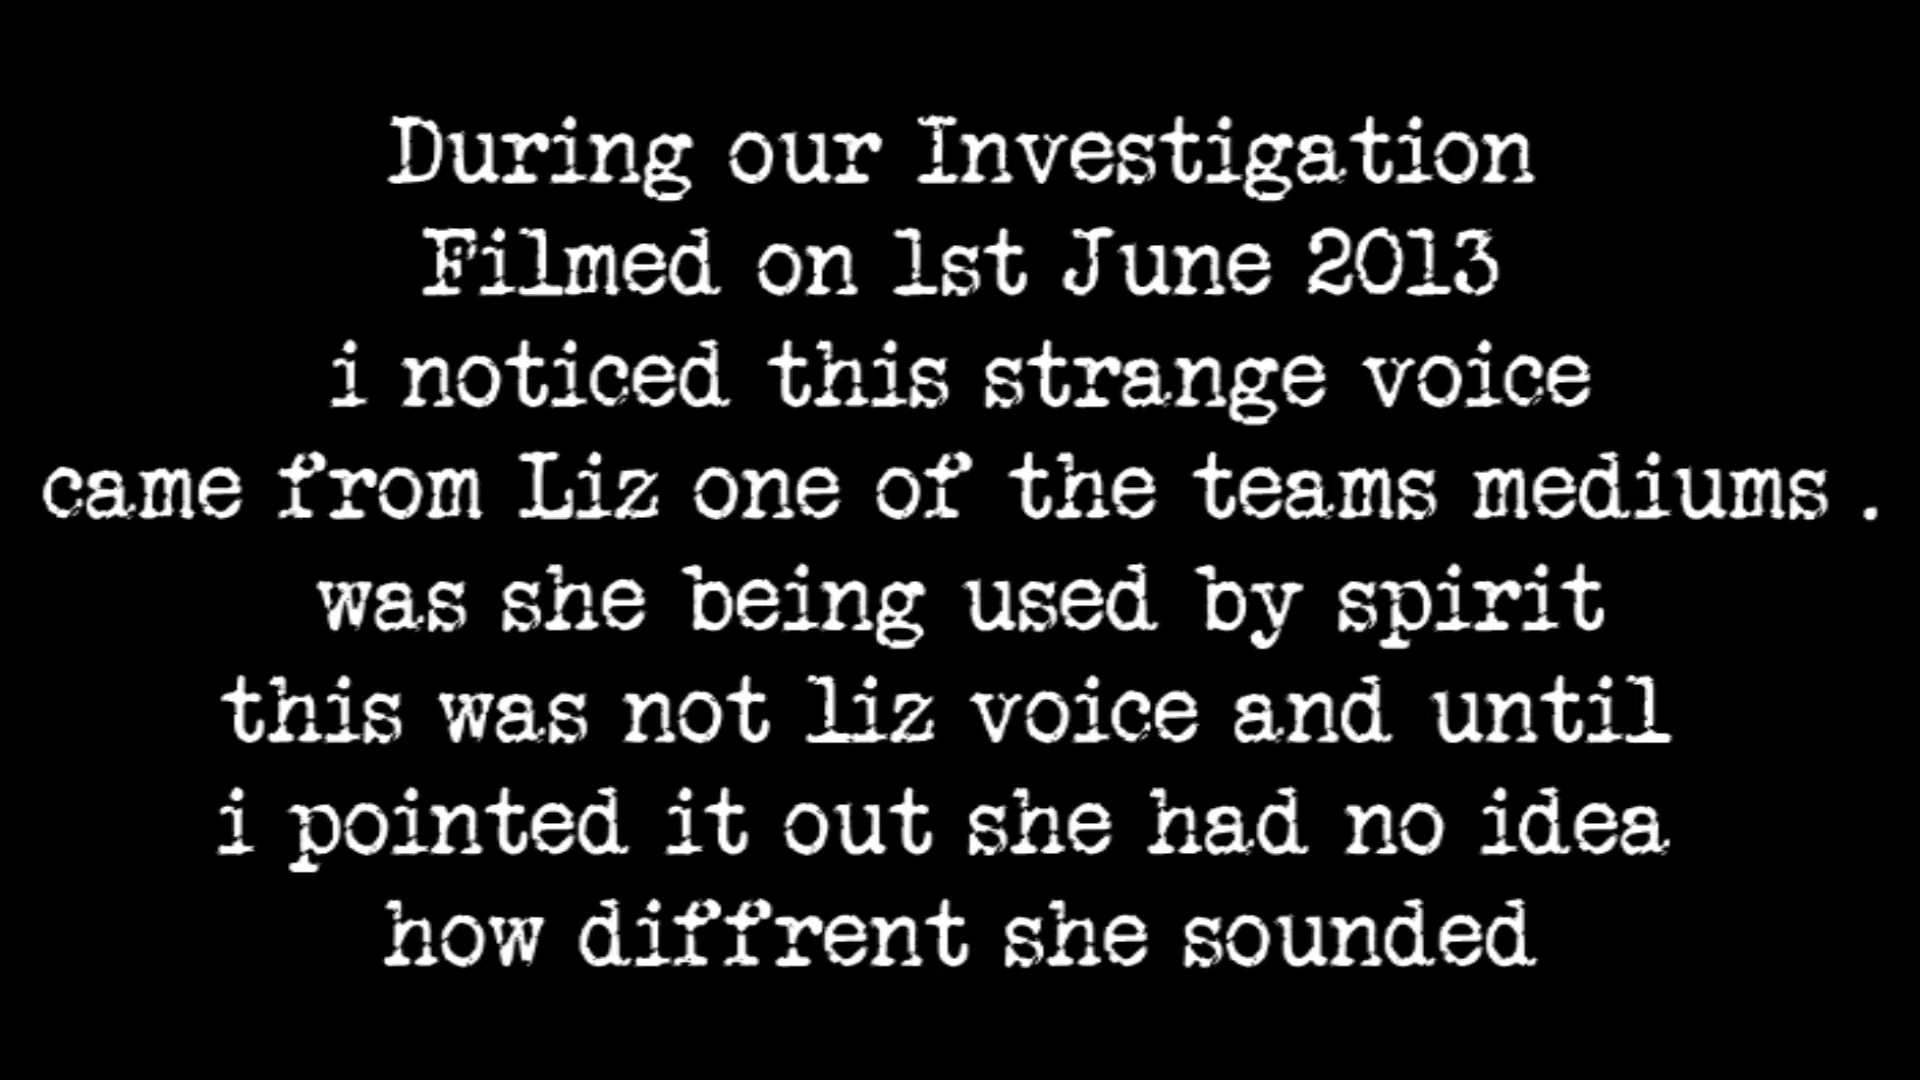 During our Investigation
Filmed on 1st June 2013
i noticed this strange voice
came from Liz one of the teams mediums .
was she being used by spirit
this was not liz voice and until
i pointed it out she had no idea
how diffrent she sounded